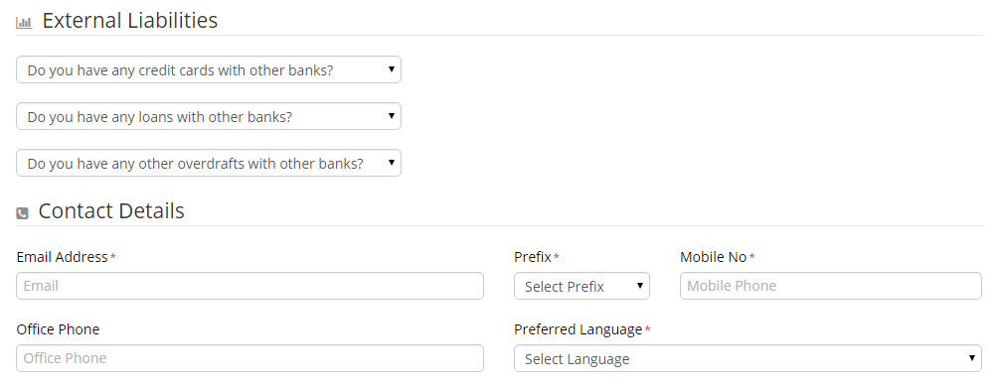 External Liabilities
Do you have any credit cards with other banks?
Do you have any loans with other banks?
Do you have any other overdrafts with other banks?
Contact Details
Email Address* Prefix* Mobile No*
Email Select Prefix Mobile Phone
Office Phone Preferred Language*
Office Phone Select Language